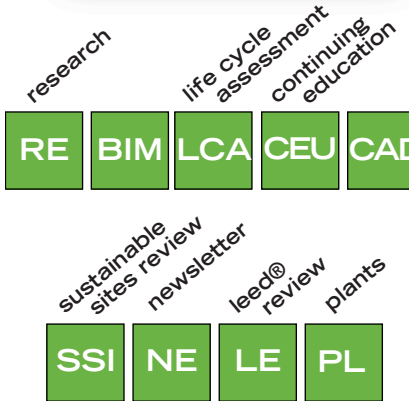 research
life cycle
assessment
continuing
education
RE BIM LCA CEU CAD
sustainable
sites review
newsletter
leed®
review
plants
SSI NE LE PL